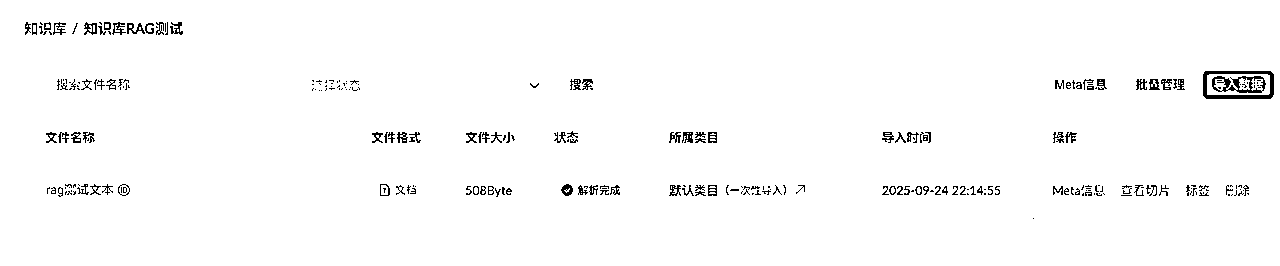 知识库 / 知识库RAG测试
搜索文件名称 选择状态 搜索 Meta信息 批量管理 导入数据
文件名称 文件格式 文件大小 状态 所属类目 导入时间 操作
rag测试文本 ID 文档 508Byte 解析完成 默认类目（一次性导入） 2025-09-24 22:14:55 Meta信息 查看切片 标签 删除